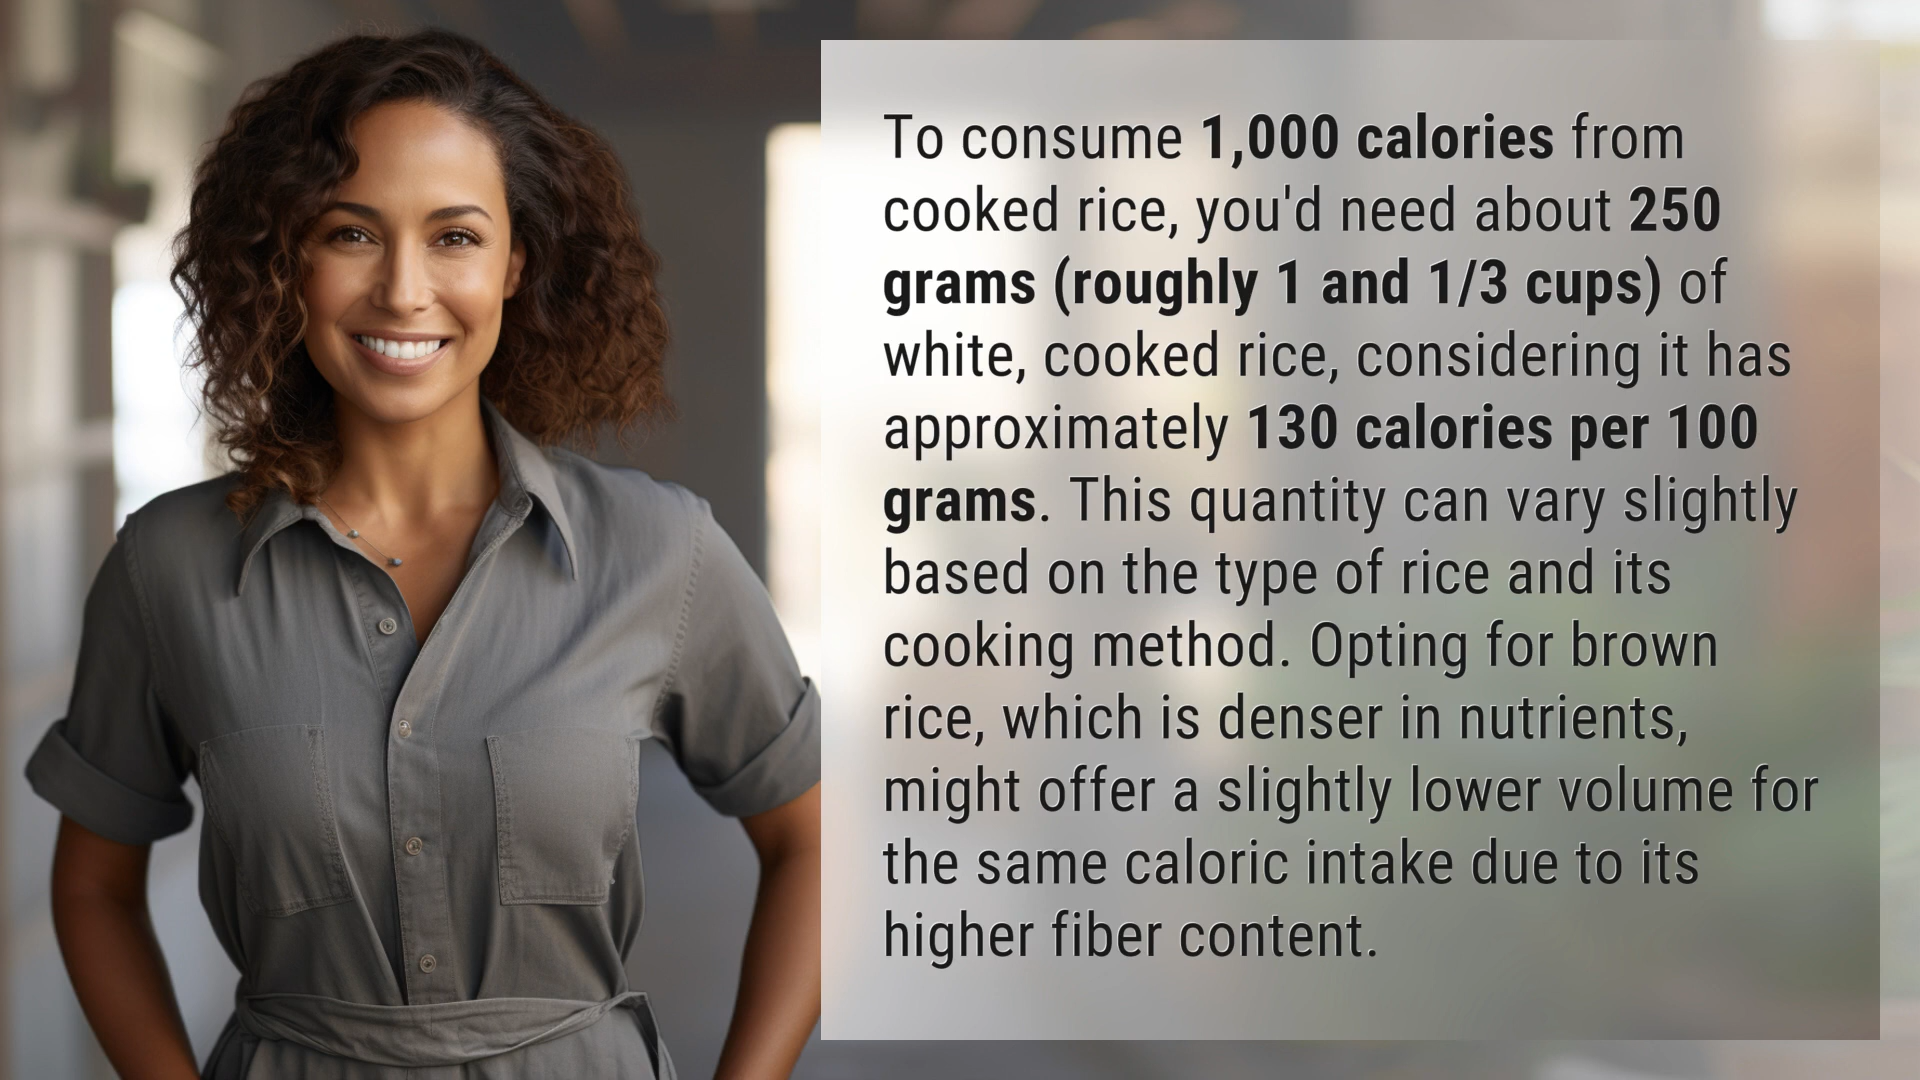 To consume 1,000 calories from
cooked rice, you'd need about 250
grams (roughly 1 and 1/3 cups) of
white, cooked rice, considering it has
approximately 130 calories per 100
grams. This quantity can vary slightly
based on the type of rice and its
cooking method. Opting for brown
rice, which is denser in nutrients,
might offer a slightly lower volume for
the same caloric intake due to its
higher fiber content.